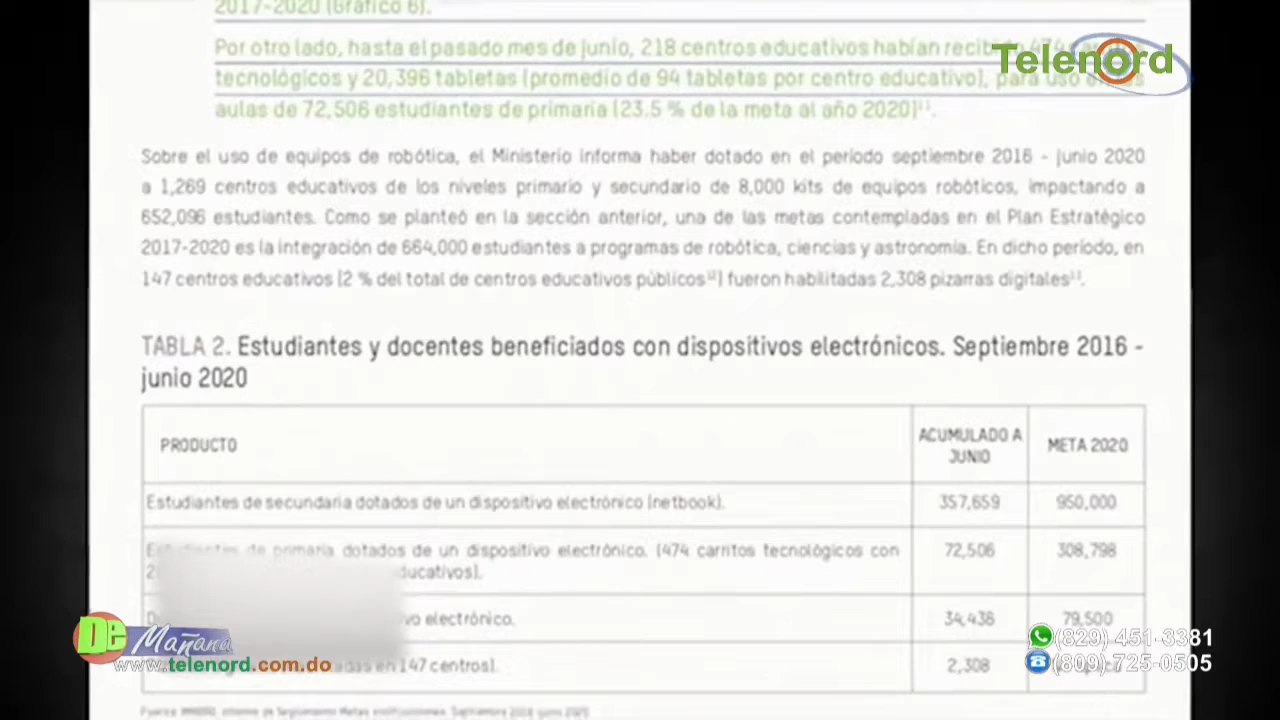 2017-2020 (Gráfico 6).
Telenord
Por otro lado, hasta el pasado mes de junio, 218 centros educativos habían
tecnológicos y 20,396 tabletas (promedio de 94 tabletas por centro educativo), para uso
aulas de 72,506 estudiantes de primaria (23.5 % de la meta al año 2020)¹¹.
Sobre el uso de equipos de robótica, el Ministerio informa haber dotado en el período septiembre 2016 - junio 2020
a 1,269 centros educativos de los niveles primario y secundario de 8,000 kits de equipos robóticos, impactando a
652,096 estudiantes. Como se planteó en la sección anterior, una de las metas contempladas en el Plan Estratégico
2017-2020 es la integración de 664,000 estudiantes a programas de robótica, ciencias y astronomía. En dicho período, en
147 centros educativos (2 % del total de centros educativos públicos¹²) fueron habilitadas 2,308 pizarras digitales¹³.
TABLA 2. Estudiantes y docentes beneficiados con dispositivos electrónicos. Septiembre 2016 -
junio 2020
PRODUCTO ACUMULADO A JUNIO META 2020
Estudiantes de secundaria dotados de un dispositivo electrónico (netbook). 357,659 950,000
de primaria dotados de un dispositivo electrónico. (474 carritos tecnológicos con 72,506 308,798
ducativos).
vo electrónico. 34,438 79,500
adas en 147 centros). 2,308
De Mañana
www.telenord.com.do
(829) 451-3381
(809) 725-0505